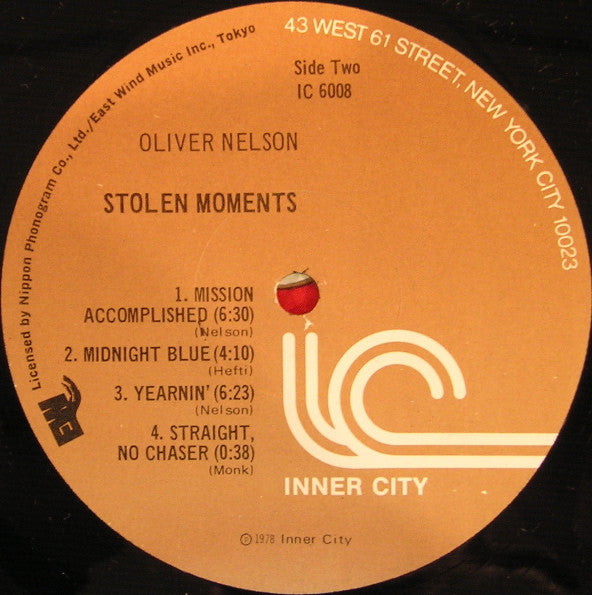 Licensed by Nippon Phonogram Co., Ltd./East Wind Music Inc., Tokyo
43 WEST 61 STREET, NEW YORK CITY 10023
Side Two
IC 6008
OLIVER NELSON
STOLEN MOMENTS
1. MISSION
ACCOMPLISHED (6:30)
(Nelson)
2. MIDNIGHT BLUE (4:10)
(Hefti)
3. YEARNIN' (6:23)
(Nelson)
4. STRAIGHT,
NO CHASER (0:38)
(Monk)
ic
INNER CITY
℗ 1978 Inner City